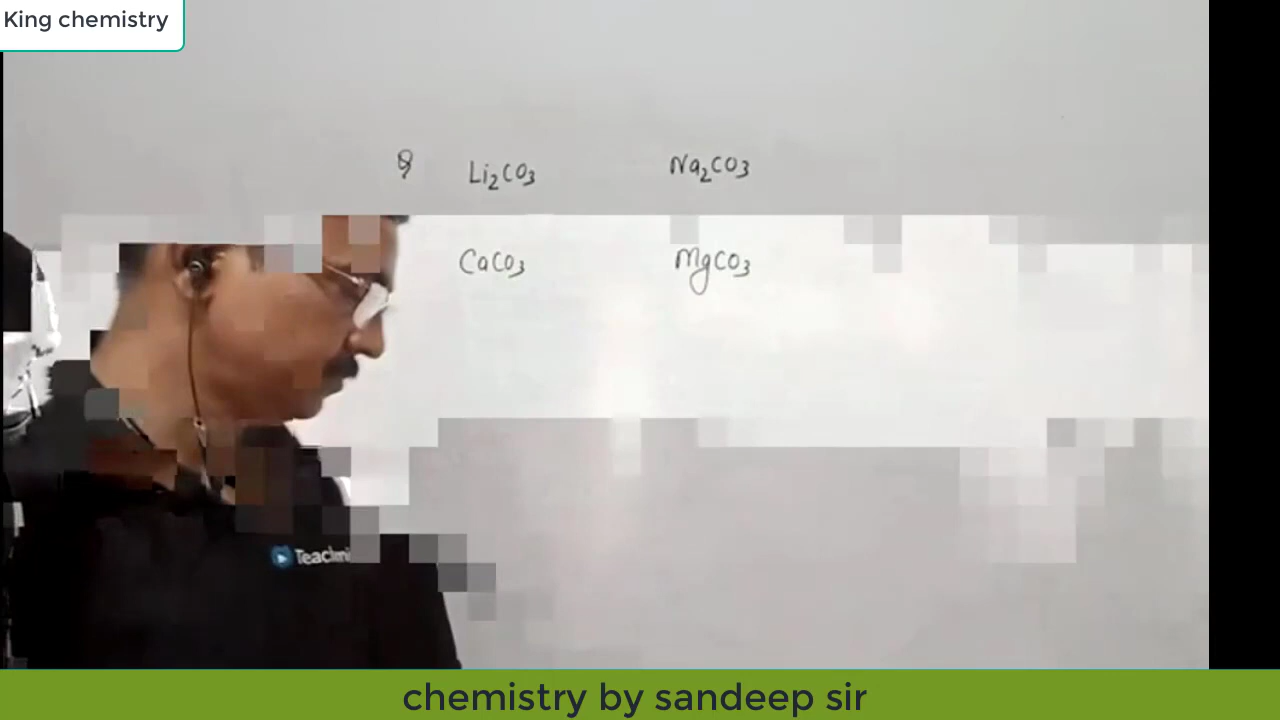 King chemistry
Q Li₂CO₃ Na₂CO₃
CaCO₃ MgCO₃
chemistry by sandeep sir